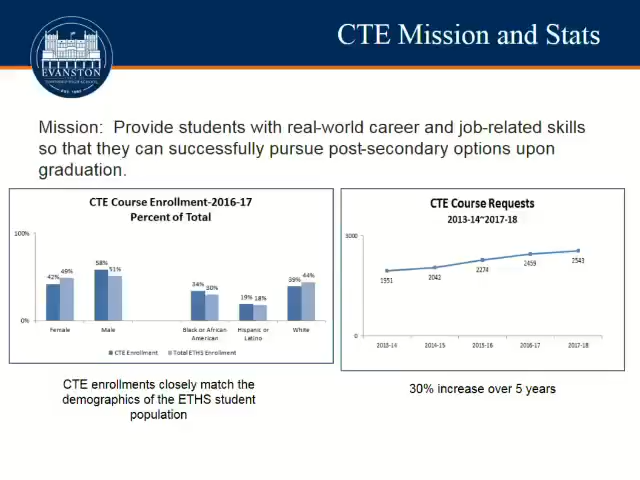 CTE Mission and Stats
EVANSTON
TOWNSHIP HIGH SCHOOL
EST. 1883
Mission: Provide students with real-world career and job-related skills
so that they can successfully pursue post-secondary options upon
graduation.
CTE Course Enrollment-2016-17
Percent of Total
100%
0%
42% 49% 58% 51% 34% 30% 19% 18% 39% 44%
Female Male Black or African Hispanic or White
American Latino
CTE Enrollment Total ETHS Enrollment
CTE enrollments closely match the
demographics of the ETHS student
population
CTE Course Requests
2013-14~2017-18
3000
0
1951 2042 2274 2459 2543
2013-14 2014-15 2015-16 2016-17 2017-18
30% increase over 5 years